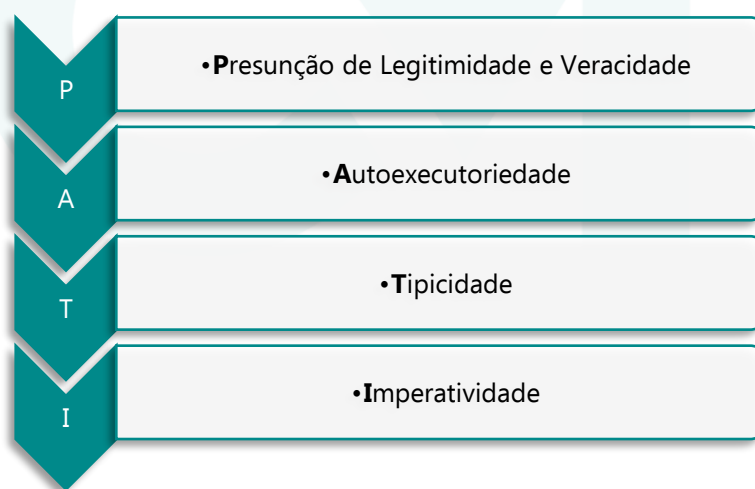 P
•Presunção de Legitimidade e Veracidade
A
•Autoexecutoriedade
T
•Tipicidade
I
•Imperatividade